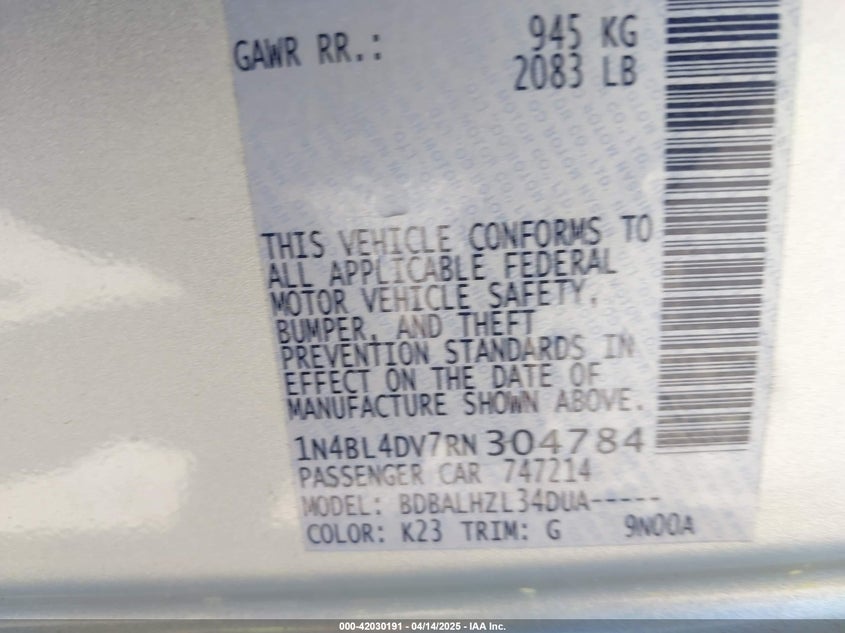 GAWR RR.: 945 KG
2083 LB
THIS VEHICLE CONFORMS TO
ALL APPLICABLE FEDERAL
MOTOR VEHICLE SAFETY,
BUMPER, AND THEFT
PREVENTION STANDARDS IN
EFFECT ON THE DATE OF
MANUFACTURE SHOWN ABOVE.
1N4BL4DV7RN304784
PASSENGER CAR 747214
MODEL: BDBALHZL34DUA-----
COLOR: K23 TRIM: G 9N00A
000-42030191 - 04/14/2025 - IAA Inc.